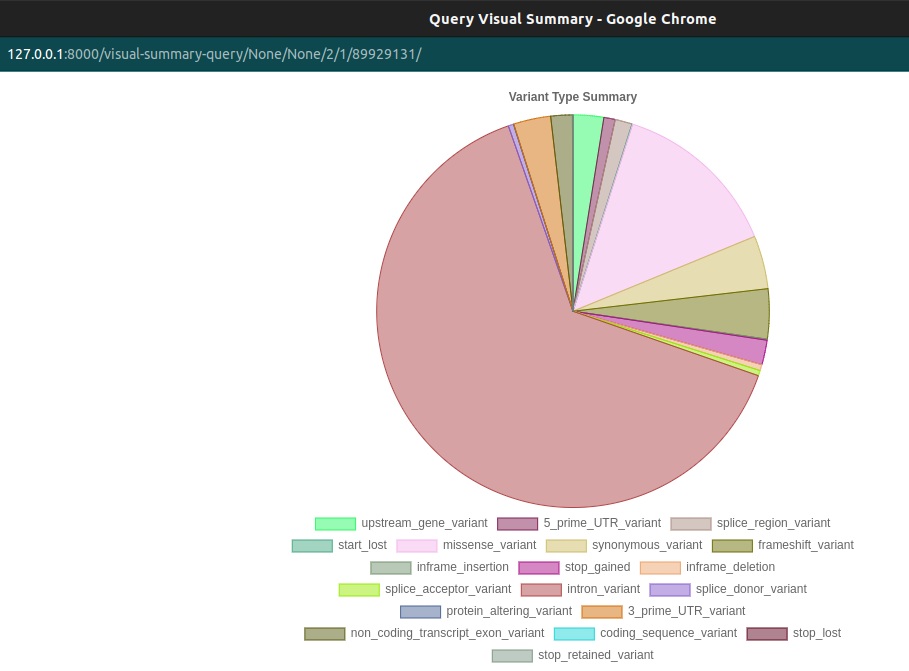 Query Visual Summary - Google Chrome
127.0.0.1:8000/visual-summary-query/None/None/2/1/89929131/
Variant Type Summary
upstream_gene_variant 5_prime_UTR_variant splice_region_variant
start_lost missense_variant synonymous_variant frameshift_variant
inframe_insertion stop_gained inframe_deletion
splice_acceptor_variant intron_variant splice_donor_variant
protein_altering_variant 3_prime_UTR_variant
non_coding_transcript_exon_variant coding_sequence_variant stop_lost
stop_retained_variant